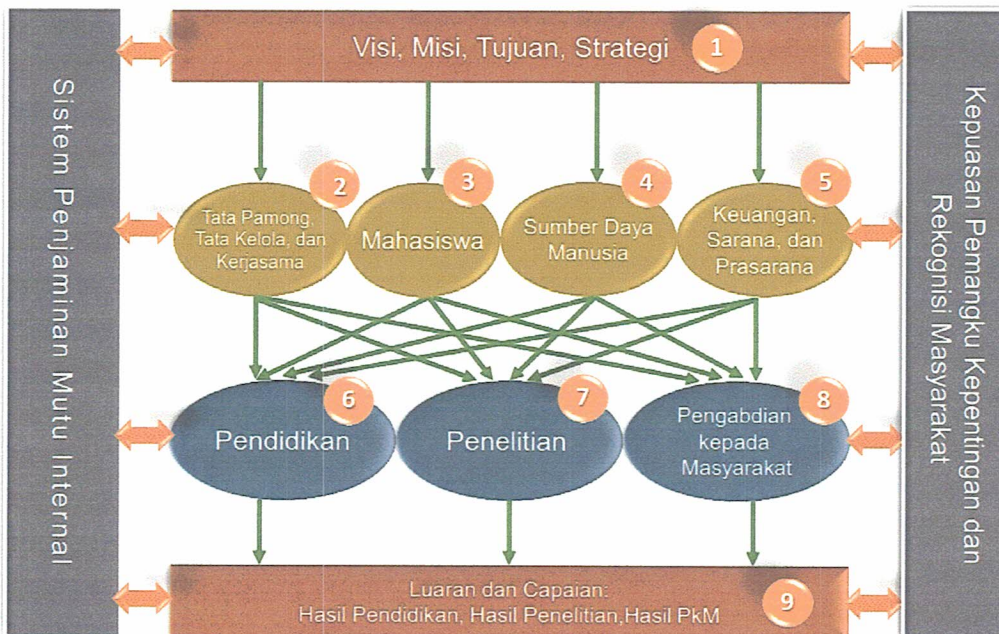 Sistem Penjaminan Mutu Internal
Visi, Misi, Tujuan, Strategi 1
2
Tata Pamong,
Tata Kelola, dan
Kerjasama
3
Mahasiswa
4
Sumber Daya
Manusia
5
Keuangan,
Sarana, dan
Prasarana
6
Pendidikan
7
Penelitian
8
Pengabdian
kepada
Masyarakat
Luaran dan Capaian:
Hasil Pendidikan, Hasil Penelitian,Hasil PkM
9
Kepuasan Pemangku Kepentingan dan
Rekognisi Masyarakat